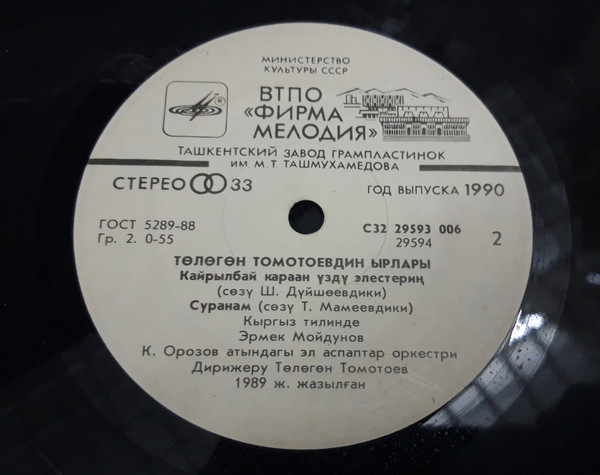 МИНИСТЕРСТВО
КУЛЬТУРЫ СССР
ВТПО
«ФИРМА
МЕЛОДИЯ»
ТАШКЕНТСКИЙ ЗАВОД ГРАМПЛАСТИНОК
ИМ. М. Т. ТАШМУХАМЕДОВА
СТЕРЕО 33
ГОД ВЫПУСКА 1990
ГОСТ 5289-88
Гр. 2. 0-55
С32 29593 006
29594
2
ТӨЛӨГӨН ТОМОТОЕВДИН ЫРЛАРЫ
Кайрылбай караан үздү элестериң
(сөзү Ш. Дүйшөевдики)
Суранам (сөзү Т. Мамеевдики)
Кыргыз тилинде
Эрмек Мойдунов
К. Орозов атындагы эл аспаптар оркестри
Дирижеру Төлөгөн Томотоев
1989 ж. жазылған